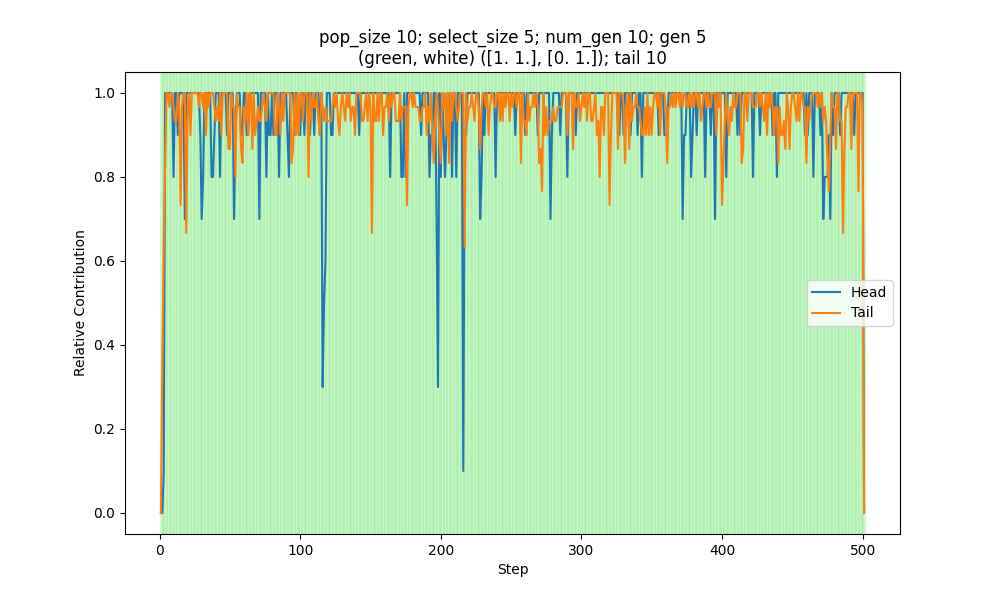 pop_size 10; select_size 5; num_gen 10; gen 5
(green, white) ([1. 1.], [0. 1.]); tail 10
1.0
0.8
0.6
0.4
0.2
0.0
Relative Contribution
Head
Tail
0 100 200 300 400 500
Step